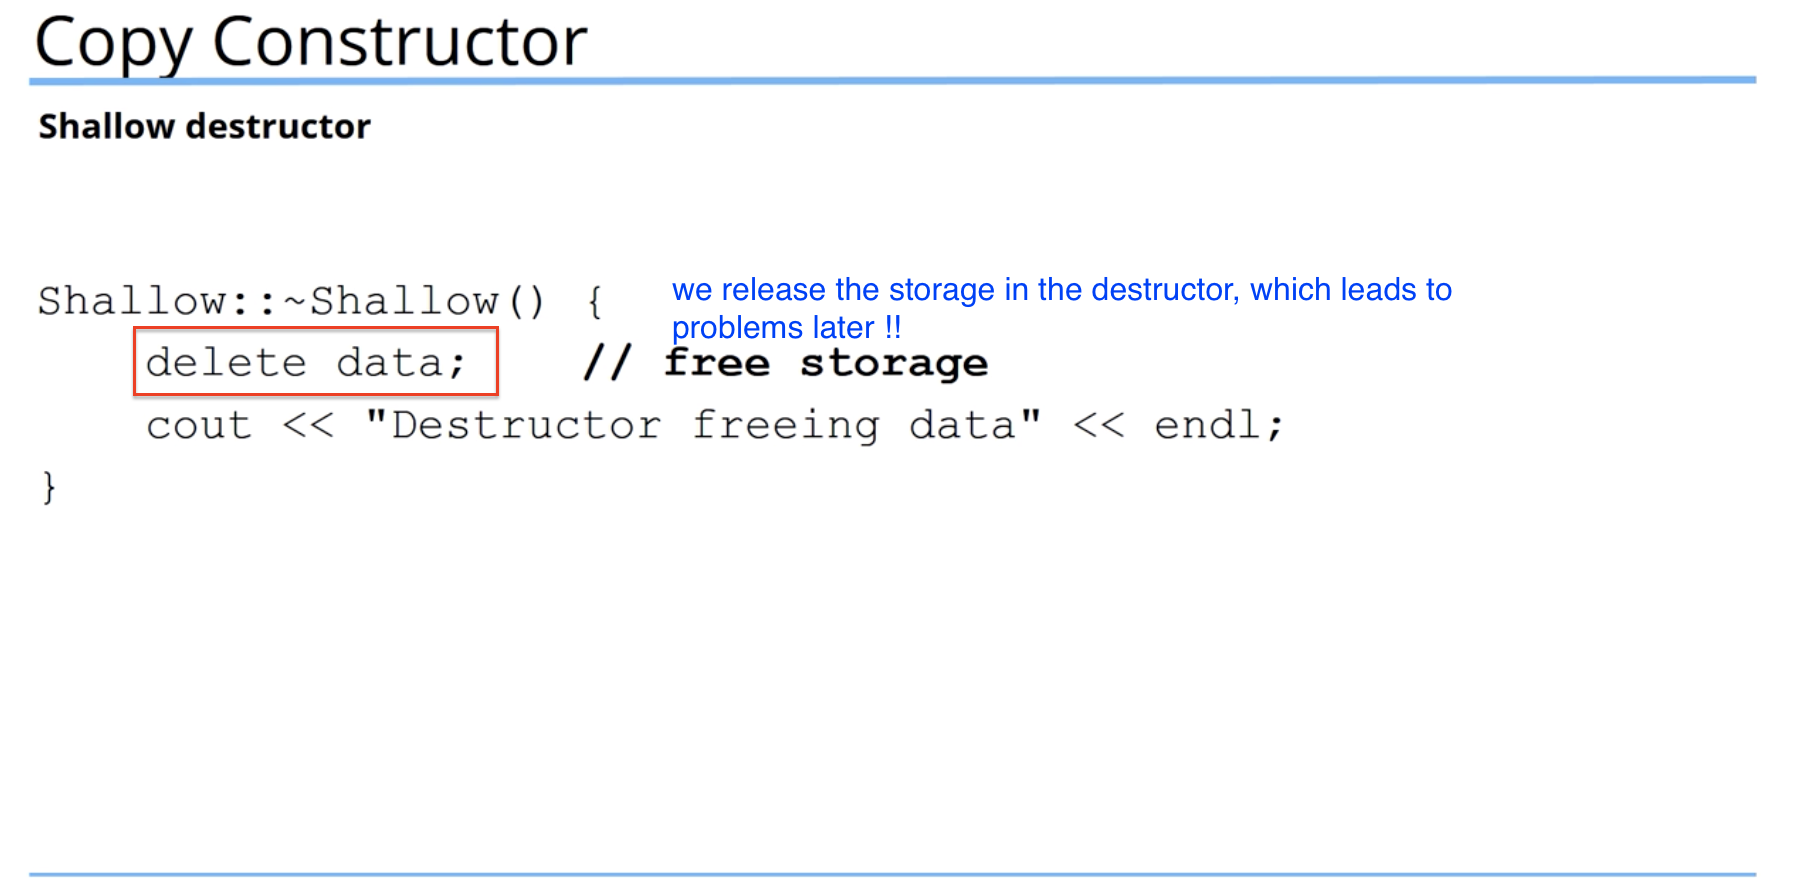 Copy Constructor
Shallow destructor
Shallow::~Shallow() {
we release the storage in the destructor, which leads to
problems later !!
delete data; // free storage
cout << "Destructor freeing data" << endl;
}